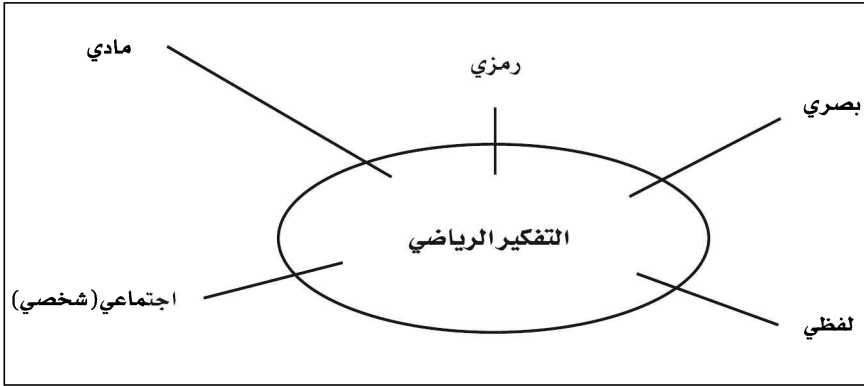 مادي
رمزي
بصري
التفكير الرياضي
اجتماعي(شخصي)
لفظي